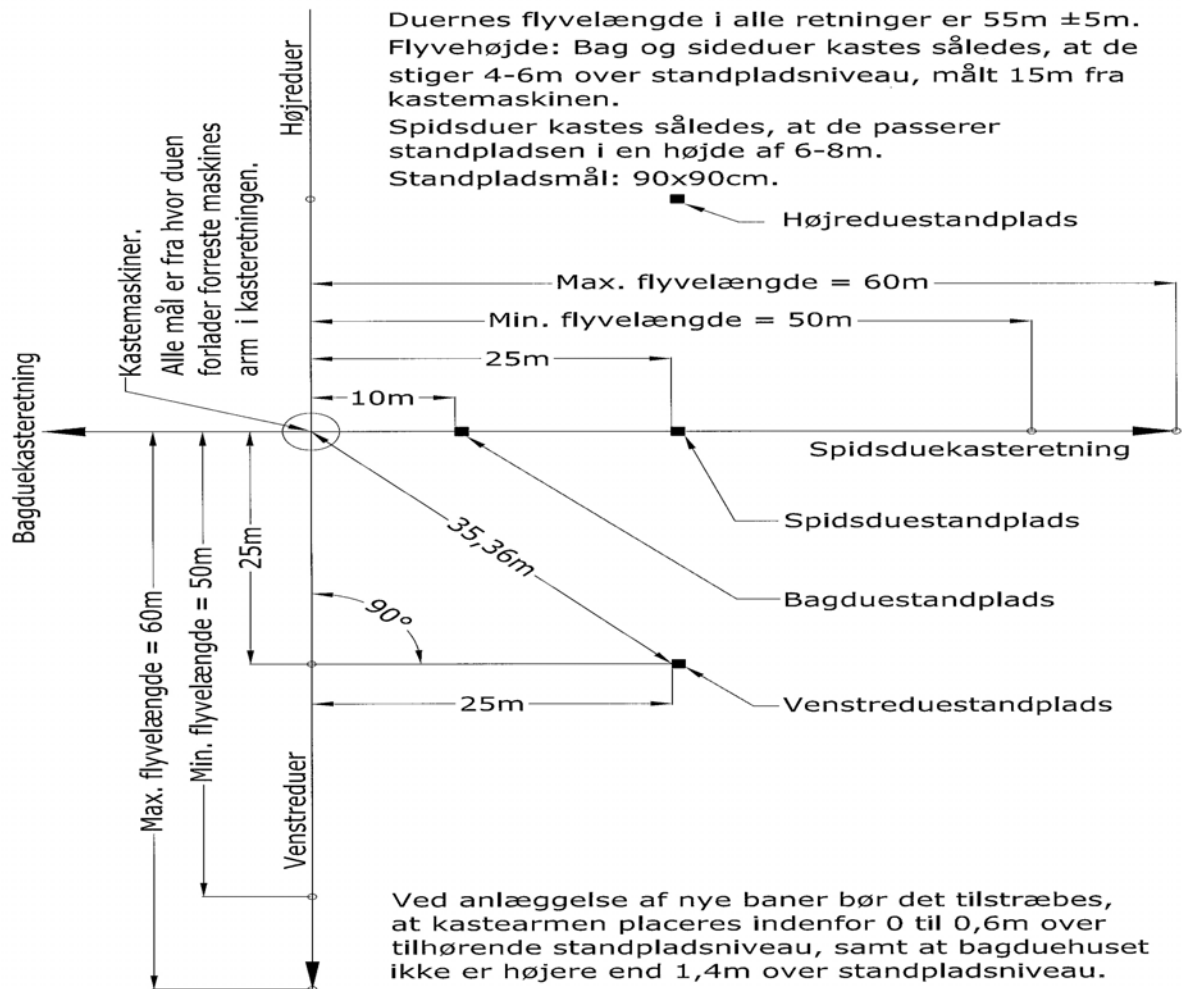 Duernes flyvelængde i alle retninger er 55m ±5m.
Flyvehøjde: Bag og sideduer kastes således, at de
stiger 4-6m over standpladsniveau, målt 15m fra
kastemaskinen.
Spidsduer kastes således, at de passerer
standpladsen i en højde af 6-8m.
Standpladsmål: 90x90cm.
Højreduer
Kastemaskiner.
Alle mål er fra hvor duen
forlader forreste maskines
arm i kasteretningen.
Højreduestandplads
Max. flyvelængde = 60m
Min. flyvelængde = 50m
25m
10m
Bagduekasteretning
Spidsduekasteretning
Spidsduestandplads
35,36m
25m
Bagduestandplads
90°
Min. flyvelængde = 50m
Max. flyvelængde = 60m
25m
Venstreduestandplads
Venstreduer
Ved anlæggelse af nye baner bør det tilstræbes,
at kastearmen placeres indenfor 0 til 0,6m over
tilhørende standpladsniveau, samt at bagduehuset
ikke er højere end 1,4m over standpladsniveau.